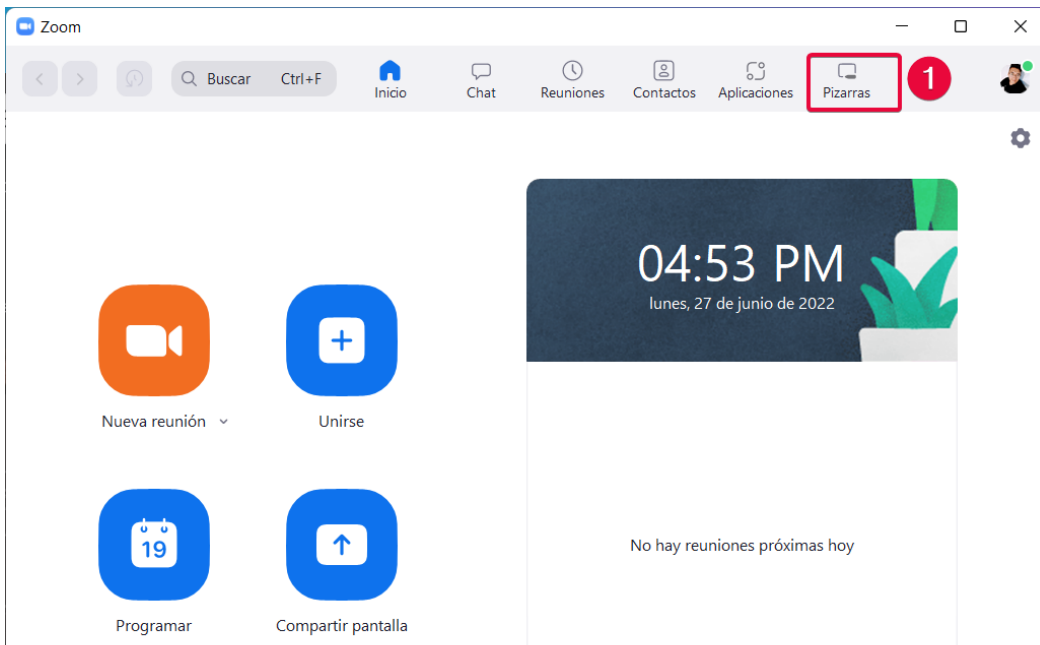 Zoom
Buscar Ctrl+F
Inicio
Chat
Reuniones
Contactos
Aplicaciones
Pizarras
1
04:53 PM
lunes, 27 de junio de 2022
Nueva reunión
Unirse
19
Programar
Compartir pantalla
No hay reuniones próximas hoy